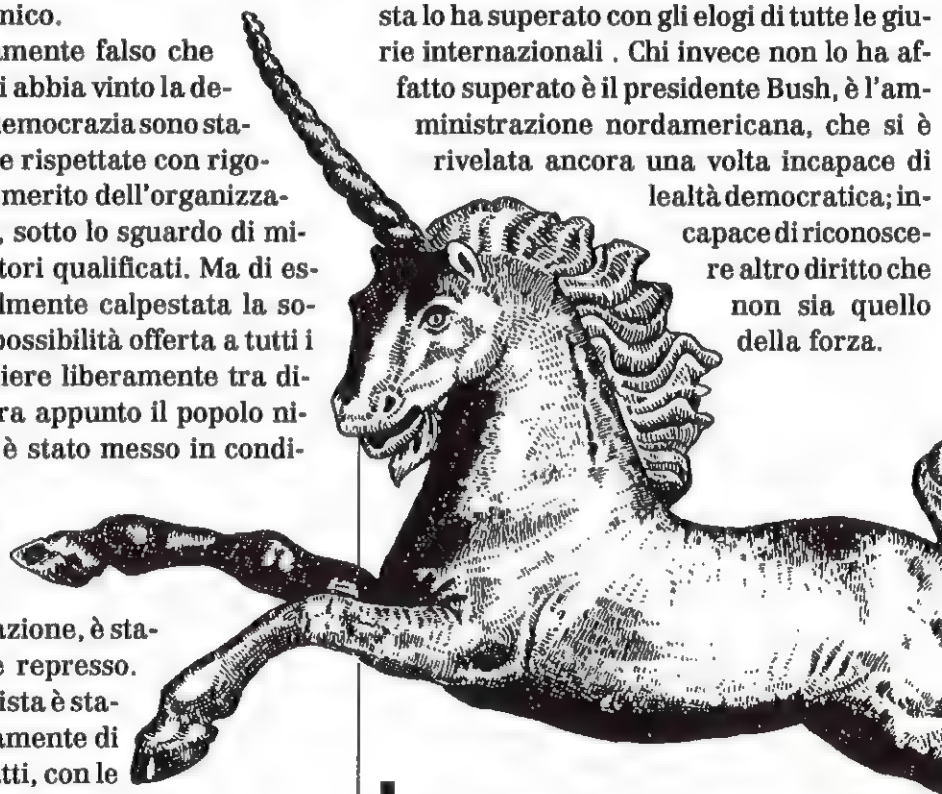 nico.
mente falso che
i abbia vinto la de-
emocrazia sono sta-
e rispettate con rigo-
merito dell'organizza-
, sotto lo sguardo di mi-
tori qualificati. Ma di es-
lmente calpestata la so-
possibilità offerta a tutti i
iere liberamente tra di-
ra appunto il popolo ni-
è stato messo in condi-
azione, è sta-
e repressso.
ista è sta-
amente di
tti, con le
sta lo ha superato con gli elogi di tutte le giu-
rie internazionali . Chi invece non lo ha af-
fatto superato è il presidente Bush, è l'am-
ministrazione nordamericana, che si è
rivelata ancora una volta incapace di
lealtà democratica; in-
capace di riconosce-
re altro diritto che
non sia quello
della forza.